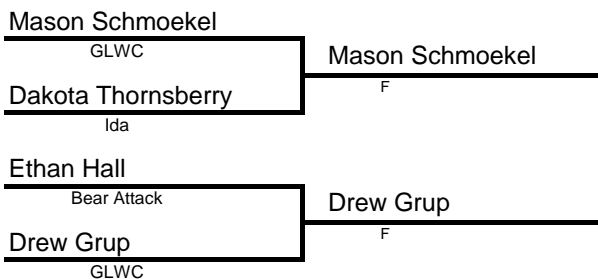 Mason Schmoekel
GLWC
Dakota Thornsberry
Ida
Mason Schmoekel
F
Ethan Hall
Bear Attack
Drew Grup
GLWC
Drew Grup
F